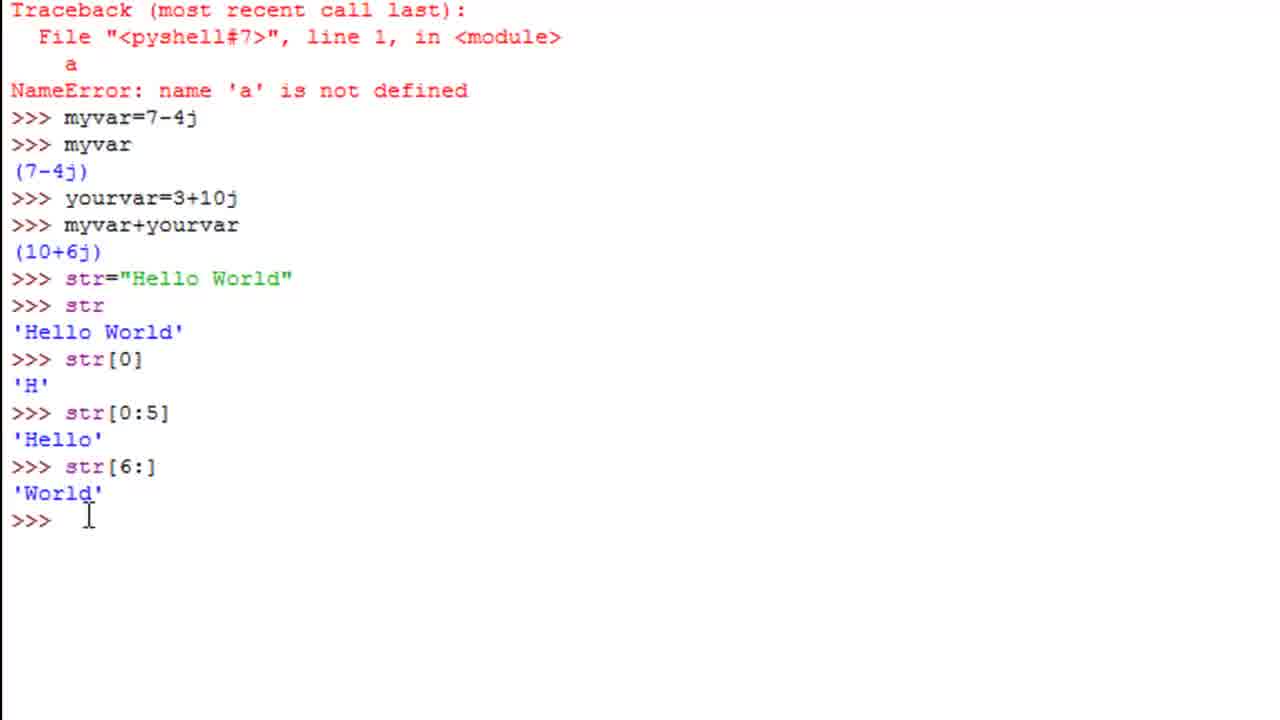 Traceback (most recent call last):
  File "<pyshell#7>", line 1, in <module>
    a
NameError: name 'a' is not defined
>>> myvar=7-4j
>>> myvar
(7-4j)
>>> yourvar=3+10j
>>> myvar+yourvar
(10+6j)
>>> str="Hello World"
>>> str
'Hello World'
>>> str[0]
'H'
>>> str[0:5]
'Hello'
>>> str[6:]
'World'
>>>